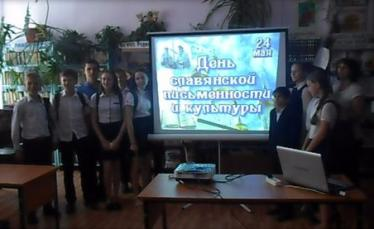 24
мая
День
славянской
письменности
и культуры